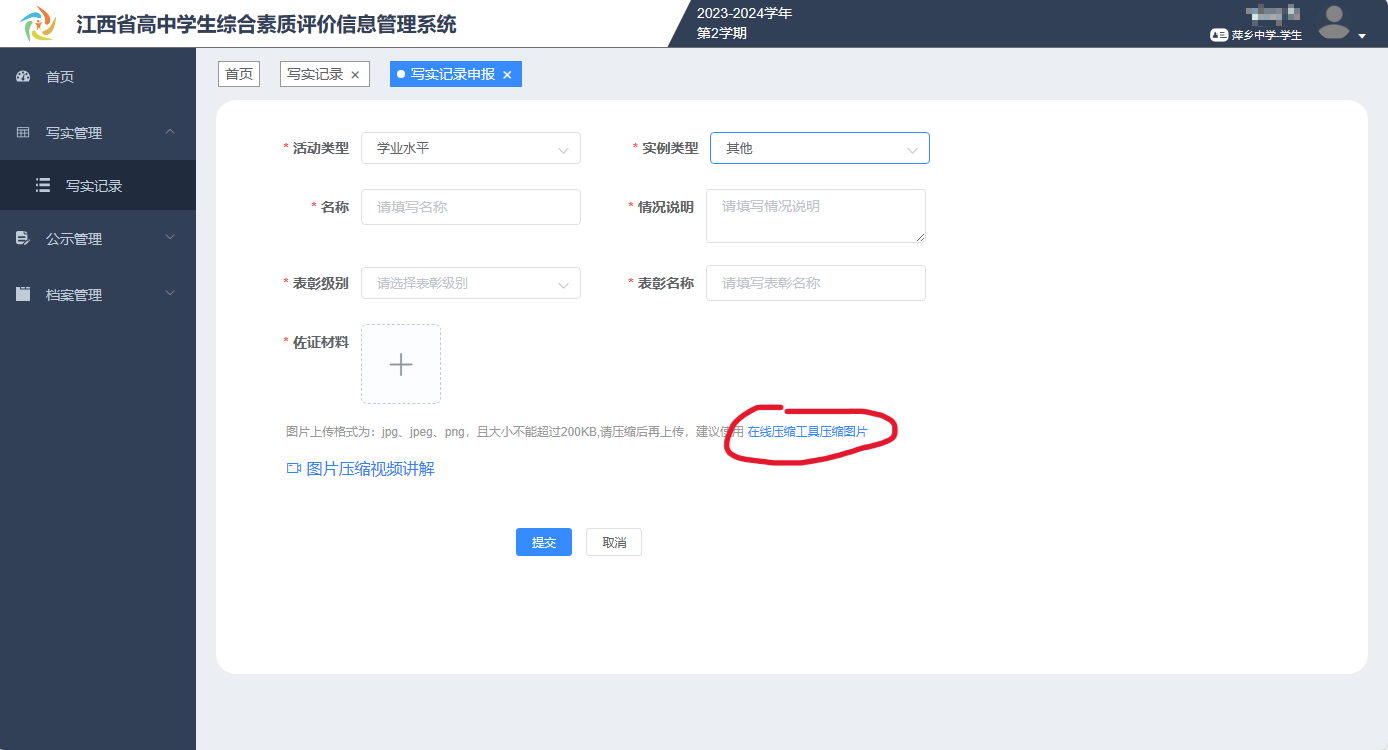 江西省高中学生综合素质评价信息管理系统
2023-2024学年
第2学期
萍乡中学-学生
首页
写实管理
写实记录
公示管理
档案管理
首页 写实记录 × 写实记录申报 ×
* 活动类型 学业水平 * 实例类型 其他
* 名称 请填写名称 * 情况说明 请填写情况说明
* 表彰级别 请选择表彰级别 * 表彰名称 请填写表彰名称
* 佐证材料
图片上传格式为：jpg、jpeg、png，且大小不能超过200KB,请压缩后再上传，建议使用 在线压缩工具压缩图片
图片压缩视频讲解
提交 取消